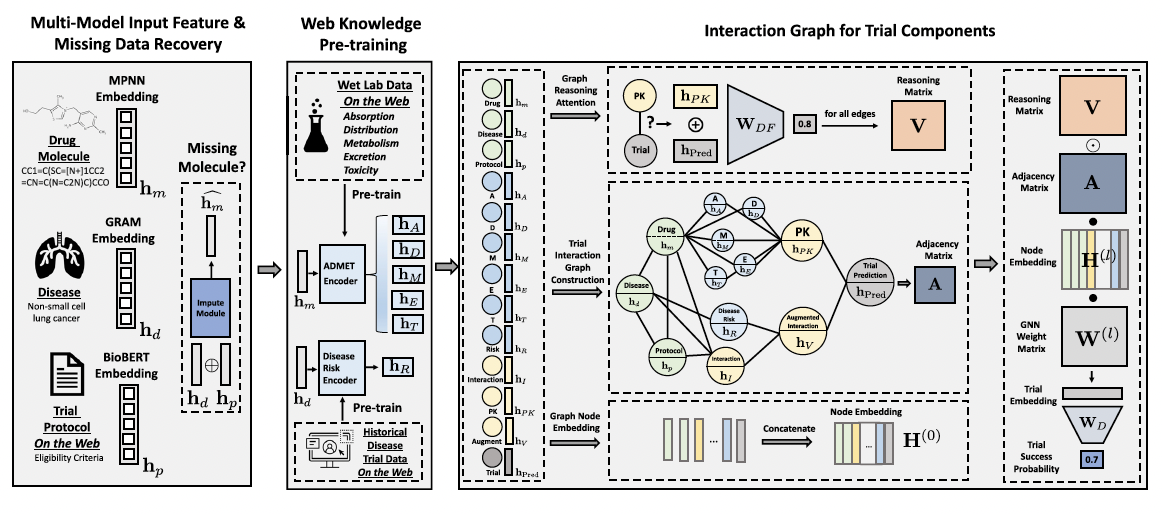 Multi-Model Input Feature &
Missing Data Recovery
MPNN
Embedding
Drug
Molecule
CC1=C(SC=[N+]1CC2
=CN=C(N=C2N)C)CCO
h_m
GRAM
Embedding
Disease
Non-small cell
lung cancer
h_d
BioBERT
Embedding
Trial
Protocol
On the Web
Eligibility Criteria
h_p
Missing
Molecule?
ĥ_m
Impute
Module
⊕
h_d h_p
Web Knowledge
Pre-training
Wet Lab Data
On the Web
Absorption
Distribution
Metabolism
Excretion
Toxicity
Pre-train
h_m
ADMET
Encoder
h_A
h_D
h_M
h_E
h_T
h_d
Disease
Risk
Encoder
h_R
Pre-train
Historical
Disease
Trial Data
On the Web
Interaction Graph for Trial Components
Drug h_m
Disease h_d
Protocol h_p
A h_A
D h_D
M h_M
E h_E
T h_T
Risk h_R
Interaction h_I
PK h_PK
Augment h_V
Trial h_Pred
Graph
Reasoning
Attention
PK
?
Trial
h_PK
⊕
h_Pred
W_DF
0.8
for all edges
Reasoning
Matrix
V
Trial
Interaction
Graph
Construction
Drug
h_m
Disease
h_d
Protocol
h_p
A
h_A
D
h_D
M
h_M
E
h_E
T
h_T
Disease
Risk
h_R
Interaction
h_I
PK
h_PK
Augmented
Interaction
h_V
Trial
Prediction
h_Pred
Adjacency
Matrix
A
Graph Node
Embedding
...
Concatenate
Node Embedding
...
H^(0)
Reasoning
Matrix
V
⊙
Adjacency
Matrix
A
Node
Embedding
H^(l)
GNN
Weight
Matrix
W^(l)
Trial
Embedding
W_D
Trial
Success
Probability
0.7